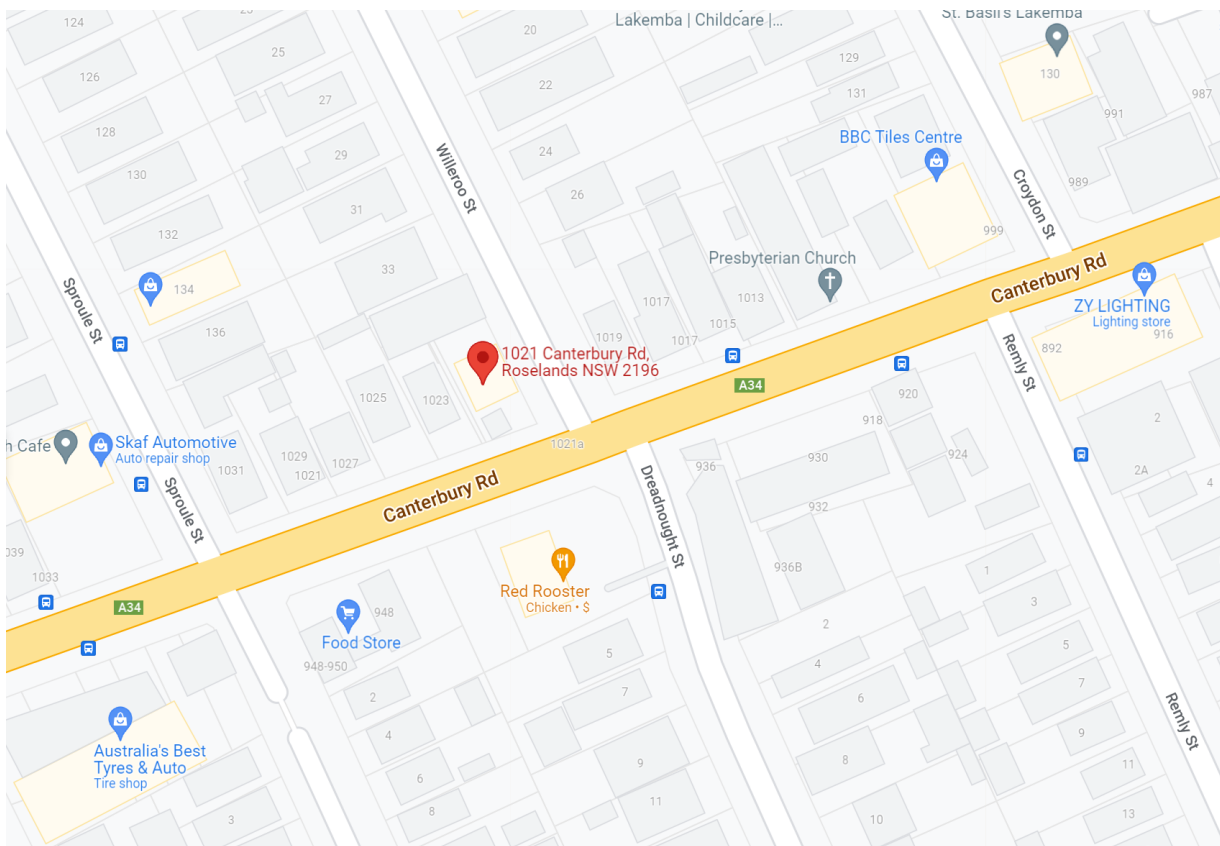 124
126
128
130
132
134
136
25
27
29
31
33
20
22
24
26
Lakemba | Childcare |...
St. Basil's Lakemba
130
129
131
987
991
989
BBC Tiles Centre
999
Willeroo St
Croydon St
Presbyterian Church
Canterbury Rd
ZY LIGHTING
Lighting store
892
916
1017
1013
1015
1019
1017
Sproule St
1021 Canterbury Rd,
Roselands NSW 2196
A34
1025
1023
1021a
1029
1027
1021
1031
h Cafe
Skaf Automotive
Auto repair shop
Sproule St
Canterbury Rd
Dreadnought St
Remly St
920
918
924
930
932
936
936B
2
2A
4
039
1033
A34
Red Rooster
Chicken • $
948
Food Store
948-950
2
4
6
8
5
7
9
11
2
4
6
8
10
1
3
5
7
9
11
13
Remly St
Australia's Best
Tyres & Auto
Tire shop
3